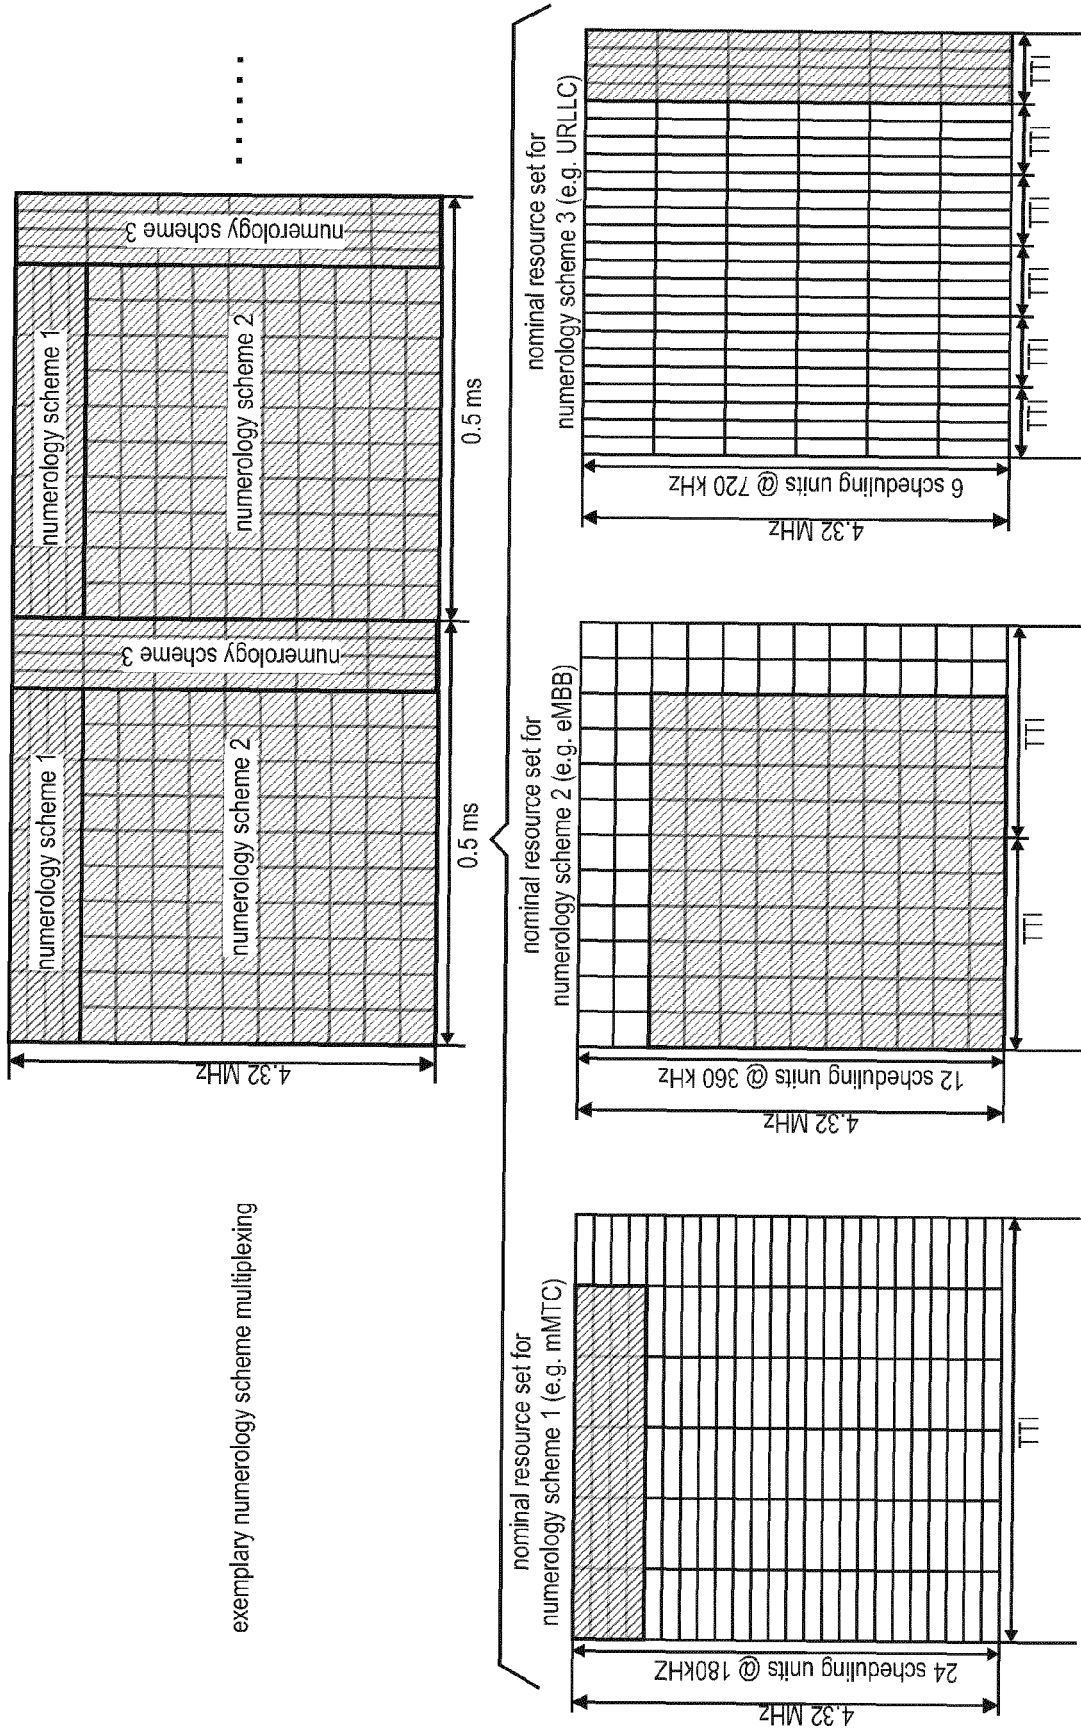 exemplary numerology scheme multiplexing
4.32 MHz
numerology scheme 1
numerology scheme 2
numerology scheme 3
numerology scheme 1
numerology scheme 2
numerology scheme 3
0.5 ms
0.5 ms
nominal resource set for
numerology scheme 1 (e.g. mMTC)
4.32 MHz
24 scheduling units @ 180kHZ
TTI
nominal resource set for
numerology scheme 2 (e.g. eMBB)
4.32 MHz
12 scheduling units @ 360 kHz
TTI
TTI
nominal resource set for
numerology scheme 3 (e.g. URLLC)
4.32 MHz
6 scheduling units @ 720 kHz
TTI
TTI
TTI
TTI
TTI
TTI